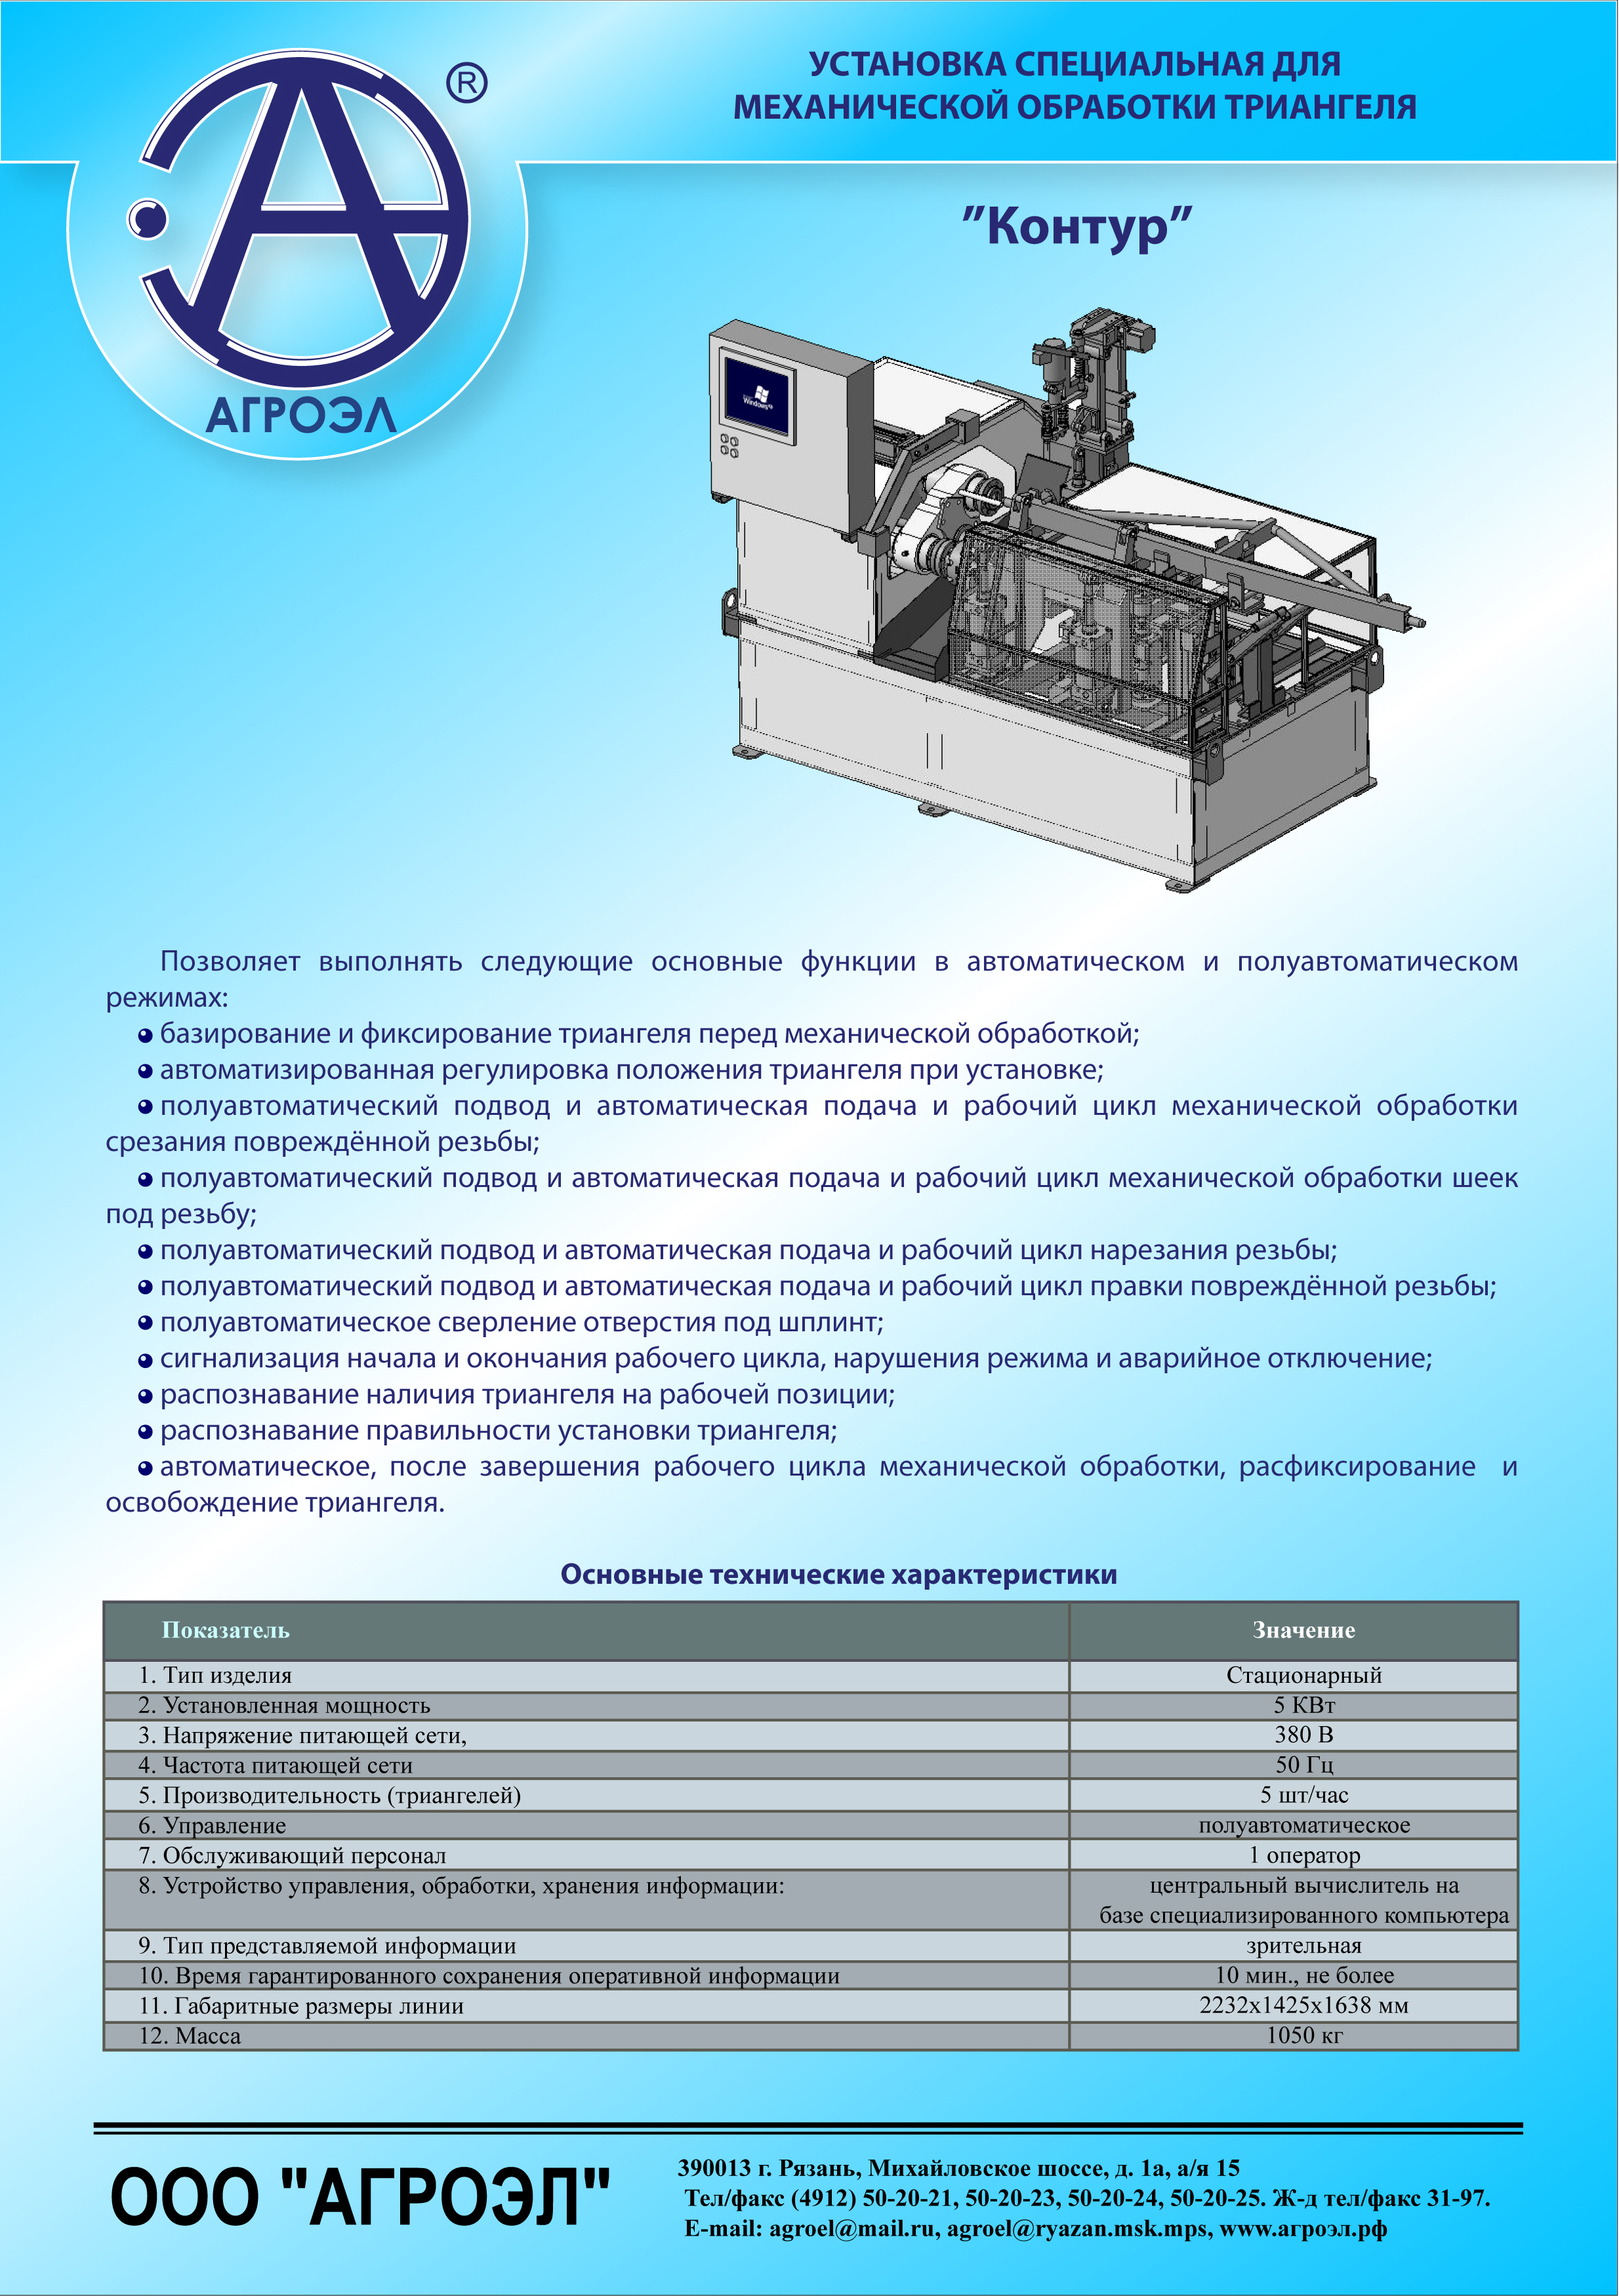 УСТАНОВКА СПЕЦИАЛЬНАЯ ДЛЯ
МЕХАНИЧЕСКОЙ ОБРАБОТКИ ТРИАНГЕЛЯ
®
АГРОЭЛ
"Контур"
Windows xp
Позволяет выполнять следующие основные функции в автоматическом и полуавтоматическом
режимах:
базирование и фиксирование триангеля перед механической обработкой;
автоматизированная регулировка положения триангеля при установке;
полуавтоматический подвод и автоматическая подача и рабочий цикл механической обработки
срезания повреждённой резьбы;
полуавтоматический подвод и автоматическая подача и рабочий цикл механической обработки шеек
под резьбу;
полуавтоматический подвод и автоматическая подача и рабочий цикл нарезания резьбы;
полуавтоматический подвод и автоматическая подача и рабочий цикл правки повреждённой резьбы;
полуавтоматическое сверление отверстия под шплинт;
сигнализация начала и окончания рабочего цикла, нарушения режима и аварийное отключение;
распознавание наличия триангеля на рабочей позиции;
распознавание правильности установки триангеля;
автоматическое, после завершения рабочего цикла механической обработки, расфиксирование и
освобождение триангеля.
Основные технические характеристики
Показатель Значение
1. Тип изделия Стационарный
2. Установленная мощность 5 КВт
3. Напряжение питающей сети, 380 В
4. Частота питающей сети 50 Гц
5. Производительность (триангелей) 5 шт/час
6. Управление полуавтоматическое
7. Обслуживающий персонал 1 оператор
8. Устройство управления, обработки, хранения информации: центральный вычислитель на
базе специализированного компьютера
9. Тип представляемой информации зрительная
10. Время гарантированного сохранения оперативной информации 10 мин., не более
11. Габаритные размеры линии 2232х1425х1638 мм
12. Масса 1050 кг
ООО "АГРОЭЛ"
390013 г. Рязань, Михайловское шоссе, д. 1а, а/я 15
Тел/факс (4912) 50-20-21, 50-20-23, 50-20-24, 50-20-25. Ж-д тел/факс 31-97.
E-mail: agroel@mail.ru, agroel@ryazan.msk.mps, www.агроэл.рф